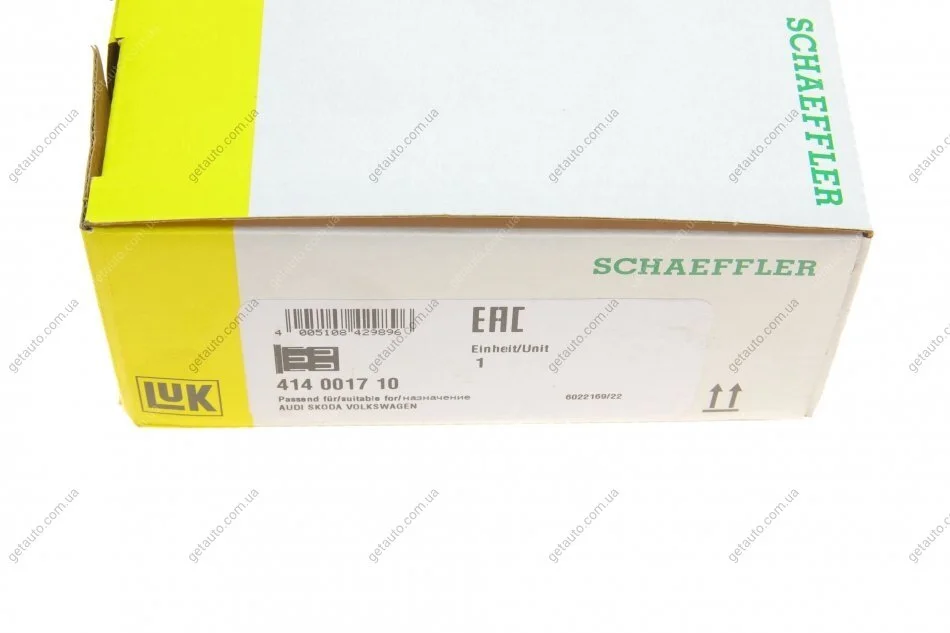 SCHAEFFLER
SCHAEFFLER
4 005108 429896
EAC
Einheit/Unit
1
414 0017 10
Passend für/suitable for/назначение
AUDI SKODA VOLKSWAGEN
6022169/22
LUK
getauto.com.ua